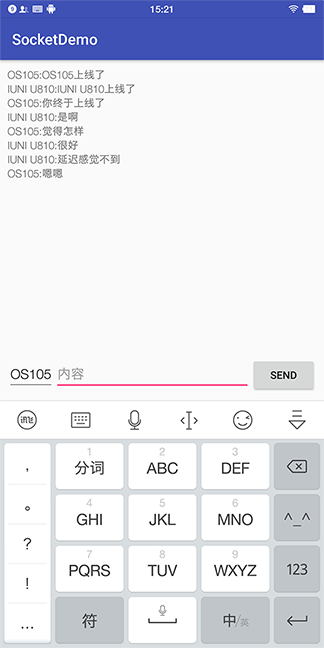 15:21
SocketDemo
OS105:OS105上线了
IUNI U810:IUNI U810上线了
OS105:你终于上线了
IUNI U810:是啊
OS105:觉得怎样
IUNI U810:很好
IUNI U810:延迟感觉不到
OS105:嗯嗯
OS105 内容 SEND
讯飞
, 1 分词 2 ABC 3 DEF
。 4 GHI 5 JKL 6 MNO ^_^
? 7 PQRS 8 TUV 9 WXYZ 123
!
... 符 中/英